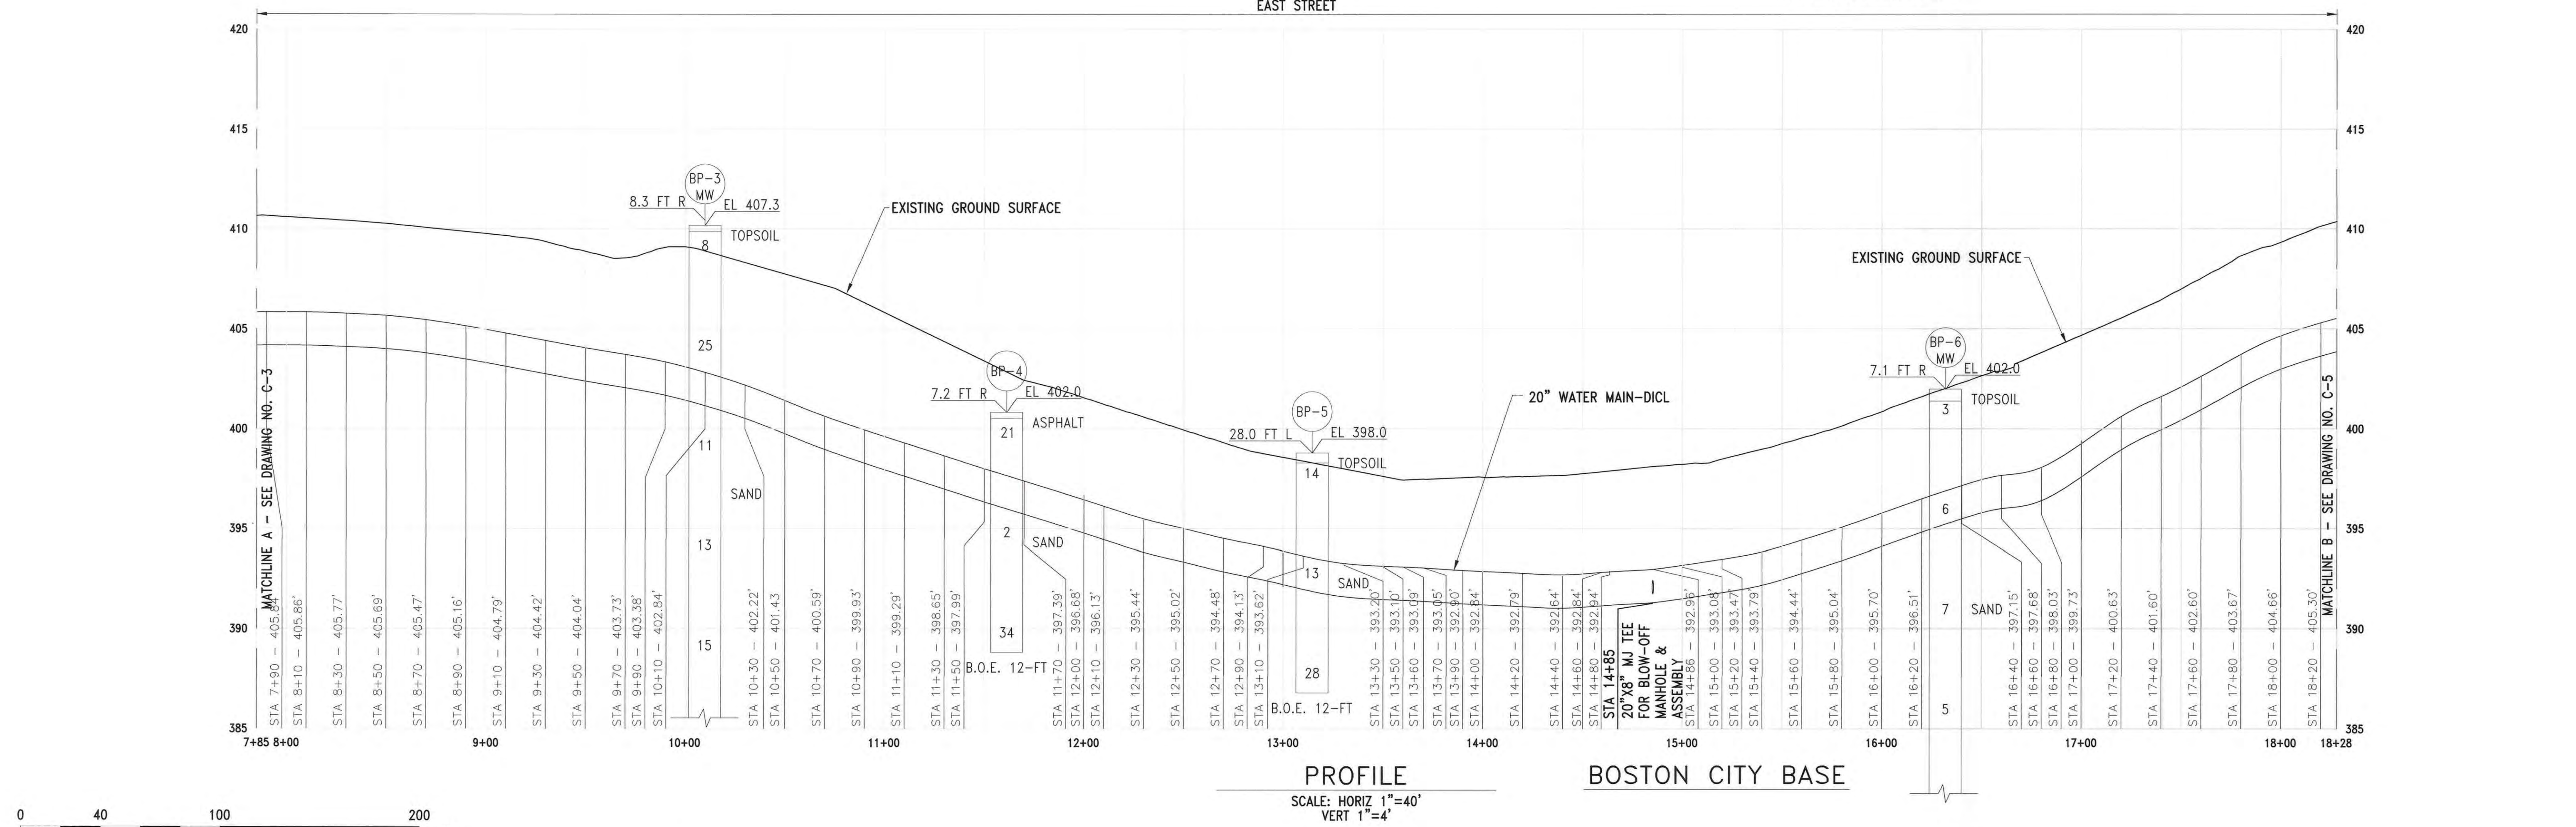 EAST STREET
420
420
415
415
410
410
405
405
400
400
395
395
390
390
385
385
BP-3
MW
8.3 FT R
EL 407.3
TOPSOIL
8
25
11
13
15
SAND
EXISTING GROUND SURFACE
BP-4
7.2 FT R
EL 402.0
ASPHALT
21
2
34
SAND
B.O.E. 12-FT
BP-5
28.0 FT L
EL 398.0
TOPSOIL
14
13
28
SAND
B.O.E. 12-FT
20" WATER MAIN-DICL
EXISTING GROUND SURFACE
BP-6
MW
7.1 FT R
EL 402.0
TOPSOIL
3
6
7
5
SAND
MATCHLINE A - SEE DRAWING NO. C-3
STA 7+90 - 405.84'
STA 8+10 - 405.86'
STA 8+30 - 405.77'
STA 8+50 - 405.69'
STA 8+70 - 405.47'
STA 8+90 - 405.16'
STA 9+10 - 404.79'
STA 9+30 - 404.42'
STA 9+50 - 404.04'
STA 9+70 - 403.73'
STA 9+90 - 403.38'
STA 10+10 - 402.84'
STA 10+30 - 402.22'
STA 10+50 - 401.43
STA 10+70 - 400.59'
STA 10+90 - 399.93'
STA 11+10 - 399.29'
STA 11+30 - 398.65'
STA 11+50 - 397.99'
STA 11+70 - 397.39'
STA 12+00 - 396.68'
STA 12+10 - 396.13'
STA 12+30 - 395.44'
STA 12+50 - 395.02'
STA 12+70 - 394.48'
STA 12+90 - 394.13'
STA 13+10 - 393.62'
STA 13+30 - 393.20'
STA 13+50 - 393.10'
STA 13+60 - 393.09'
STA 13+70 - 393.05'
STA 13+90 - 392.90'
STA 14+00 - 392.84'
STA 14+20 - 392.79'
STA 14+40 - 392.64'
STA 14+60 - 392.84'
STA 14+80 - 392.94'
STA 14+85
20"X8" MJ TEE
FOR BLOW-OFF
MANHOLE &
ASSEMBLY
STA 14+86 - 392.96'
STA 15+00 - 393.08'
STA 15+20 - 393.47'
STA 15+40 - 393.79'
STA 15+60 - 394.44'
STA 15+80 - 395.04'
STA 16+00 - 395.70'
STA 16+20 - 396.51'
STA 16+40 - 397.15'
STA 16+60 - 397.68'
STA 16+80 - 398.03'
STA 17+00 - 399.73'
STA 17+20 - 400.63'
STA 17+40 - 401.60'
STA 17+60 - 402.60'
STA 17+80 - 403.67'
STA 18+00 - 404.66'
STA 18+20 - 405.30'
MATCHLINE B - SEE DRAWING NO. C-5
7+85 8+00
9+00
10+00
11+00
12+00
13+00
14+00
15+00
16+00
17+00
18+00
18+28
PROFILE
SCALE: HORIZ 1"=40'
VERT 1"=4'
BOSTON CITY BASE
0
40
100
200